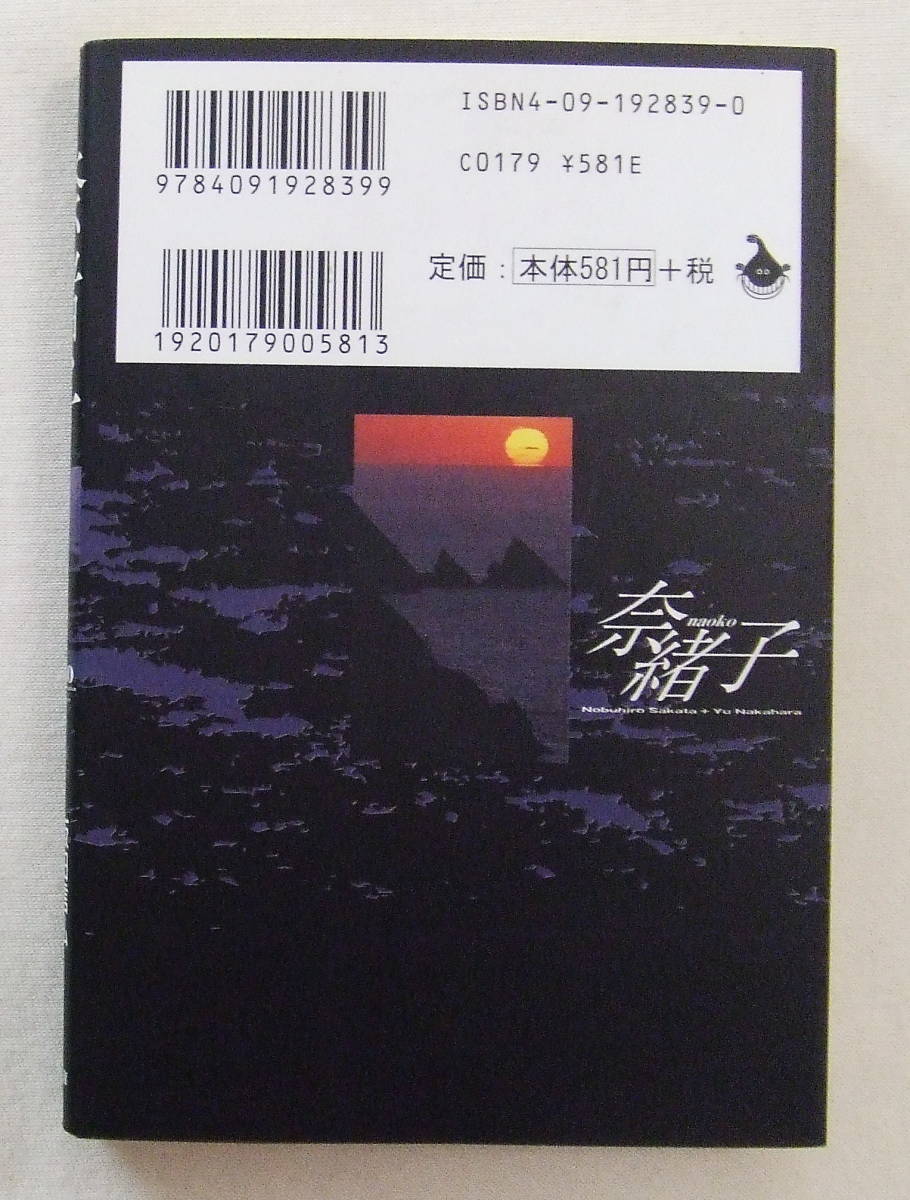 ISBN4-09-192839-0
9784091928399
C0179 ¥581E
定価：本体581円+税
1920179005813
奈緒子
naoko
Nobuhiro Sakata + Yu Nakahara